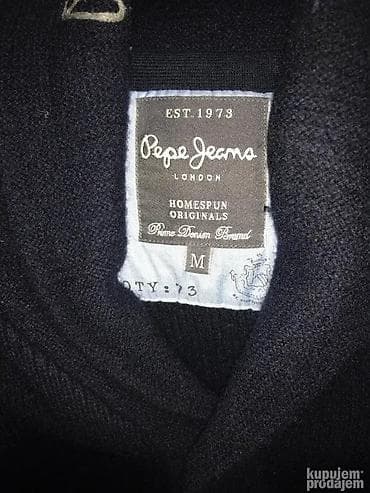 EST. 1973
Pepe Jeans
LONDON
HOMESPUN
ORIGINALS
Prime Denim Brand
M
QTY:73
kupujem
prodajem